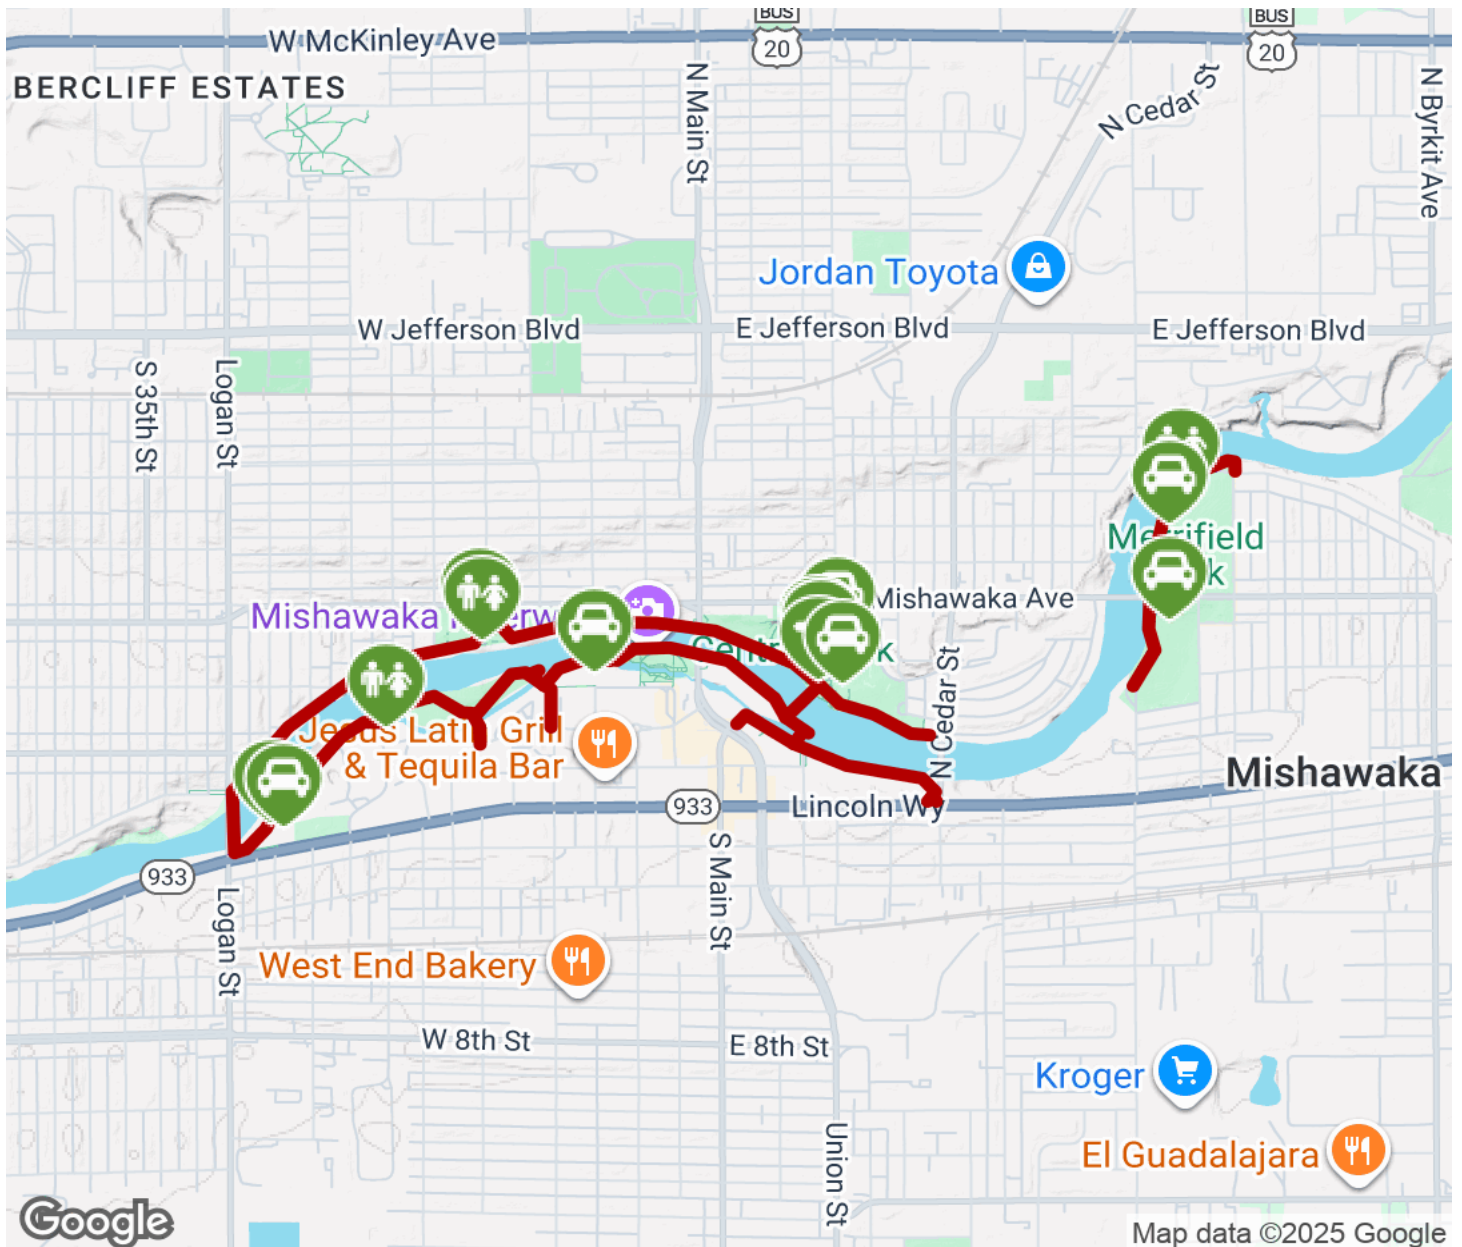 BUS
20
BUS
20
W McKinley Ave
BERCLIFF ESTATES
N Main St
N Cedar St
N Byrkit Ave
Jordan Toyota
W Jefferson Blvd
E Jefferson Blvd
E Jefferson Blvd
S 35th St
Logan St
Mishawaka
Mishawaka Ave
N Cedar St
& Tequila Bar
Mishawaka
933
Lincoln Wy
933
Logan St
S Main St
West End Bakery
W 8th St
E 8th St
Kroger
Union St
El Guadalajara
Google
Map data ©2025 Google